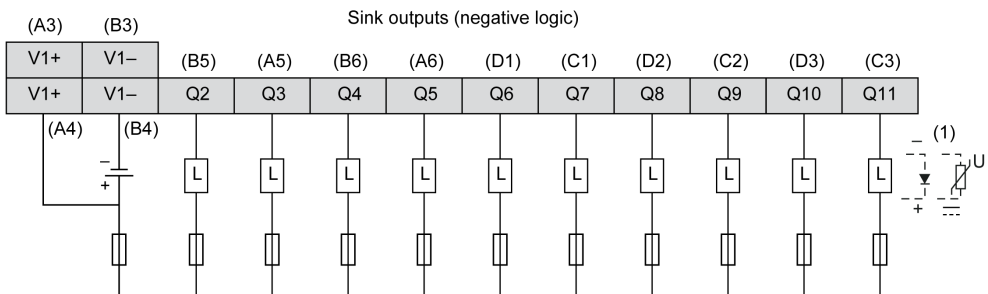 Sink outputs (negative logic)
(A3) (B3)
V1+ V1–
(B5) (A5) (B6) (A6) (D1) (C1) (D2) (C2) (D3) (C3)
V1+ V1– Q2 Q3 Q4 Q5 Q6 Q7 Q8 Q9 Q10 Q11
(A4) (B4)
– (1)
–
+
L L L L L L L L L L
U
+